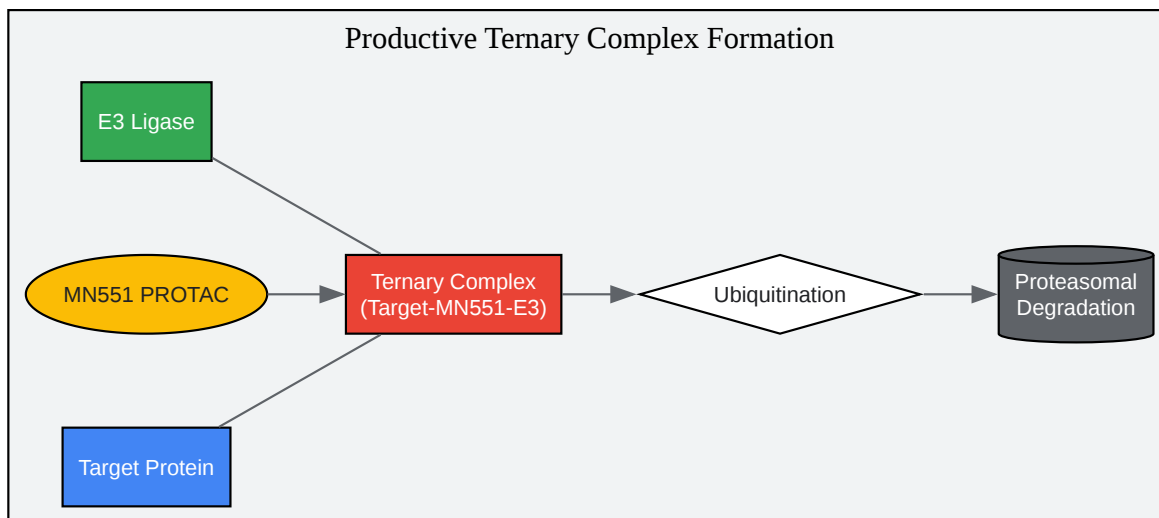 Productive Ternary Complex Formation
E3 Ligase
MN551 PROTAC
Ternary Complex
(Target-MN551-E3)
Ubiquitination
Proteasomal
Degradation
Target Protein